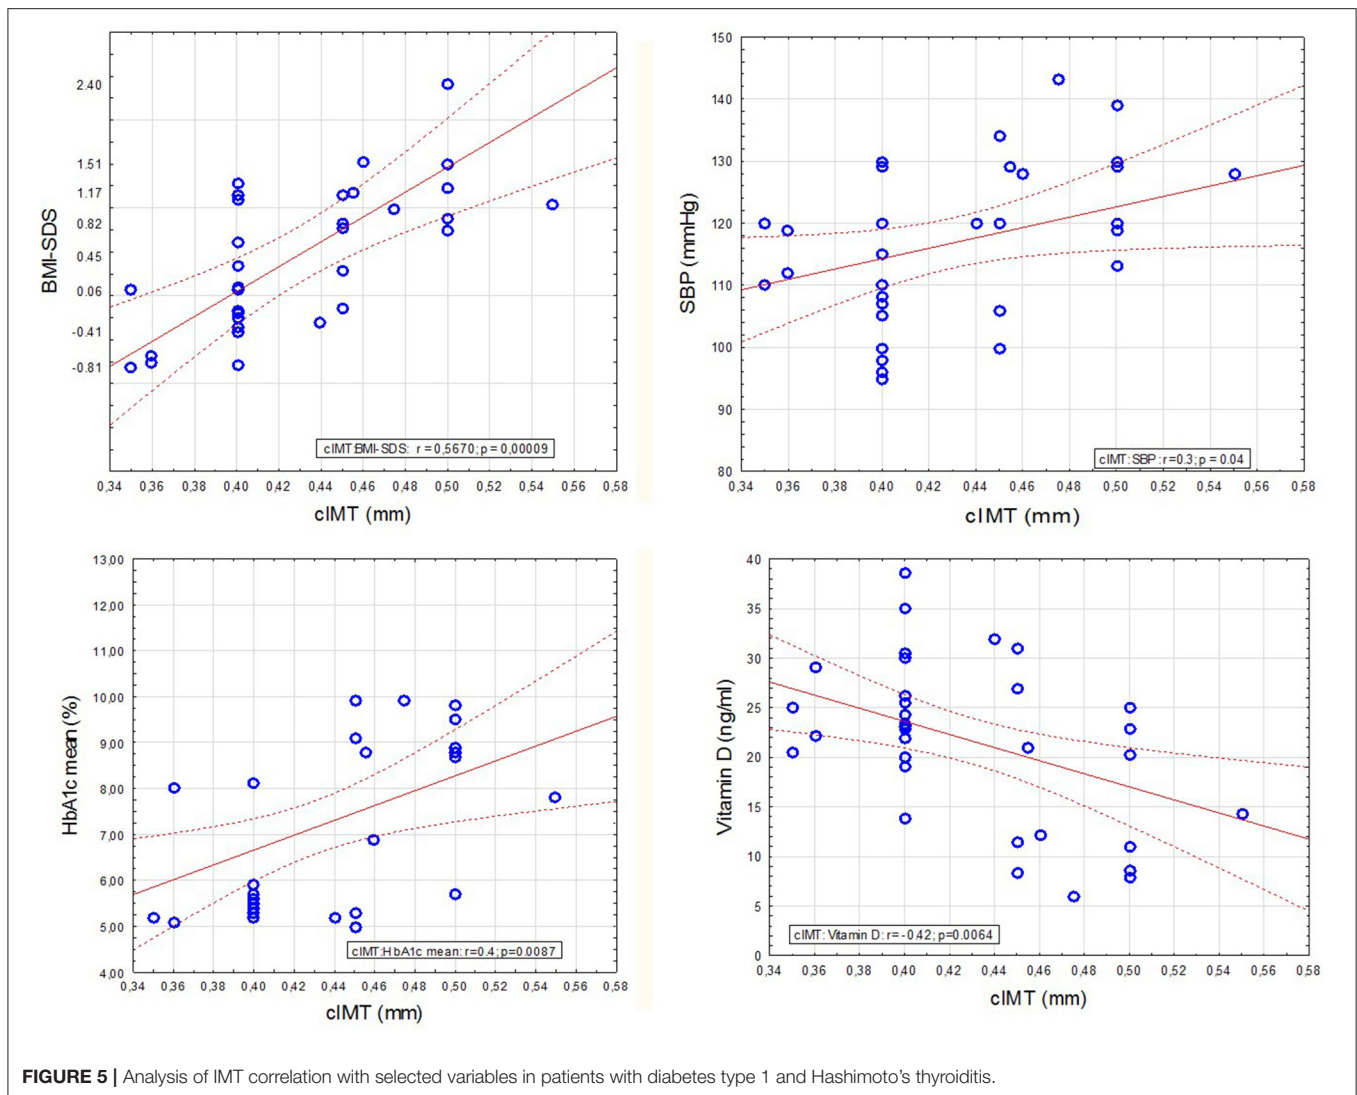 BMI-SDS
2.40
1.51
1.17
0.82
0.45
0.06
-0.41
-0.81
cIMT:BMI-SDS: r = 0,5670; p = 0,00009
0,34 0,36 0,38 0,40 0,42 0,44 0,46 0,48 0,50 0,52 0,54 0,56 0,58
cIMT (mm)
SBP (mmHg)
150
140
130
120
110
100
90
80
cIMT: SBP : r=0.3; p = 0.04
0,34 0,36 0,38 0,40 0,42 0,44 0,46 0,48 0,50 0,52 0,54 0,56 0,58
cIMT (mm)
HbA1c mean (%)
13,00
12,00
11,00
10,00
9,00
8,00
7,00
6,00
5,00
4,00
cIMT:HbA1c mean: r=0.4; p=0.0087
0,34 0,36 0,38 0,40 0,42 0,44 0,46 0,48 0,50 0,52 0,54 0,56 0,58
cIMT (mm)
Vitamin D (ng/ml)
40
35
30
25
20
15
10
5
0
cIMT: Vitamin D: r= -0.42; p=0.0064
0,34 0,36 0,38 0,40 0,42 0,44 0,46 0,48 0,50 0,52 0,54 0,56 0,58
cIMT (mm)
FIGURE 5 | Analysis of IMT correlation with selected variables in patients with diabetes type 1 and Hashimoto's thyroiditis.